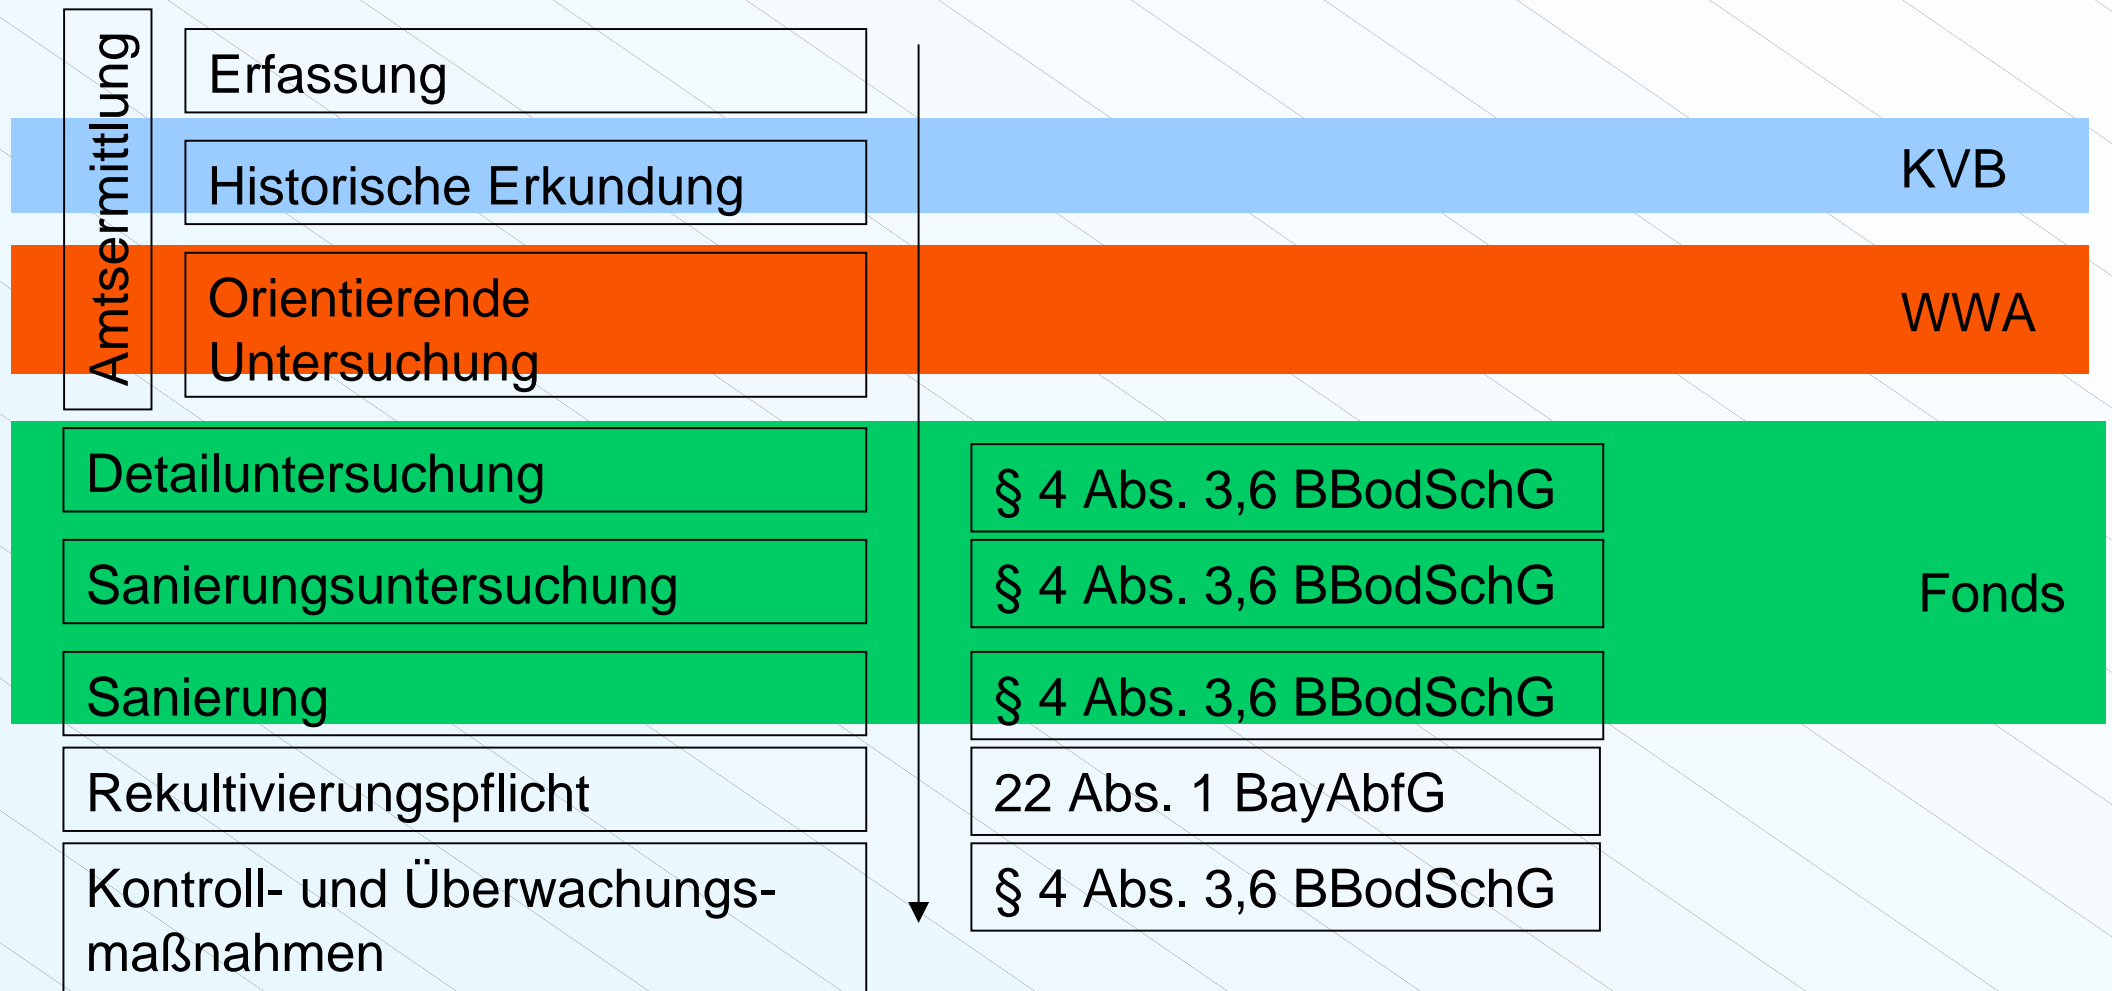 Amtsermittlung
Erfassung
Historische Erkundung
KVB
Orientierende
Untersuchung
WWA
Detailuntersuchung
§ 4 Abs. 3,6 BBodSchG
Sanierungsuntersuchung
§ 4 Abs. 3,6 BBodSchG
Fonds
Sanierung
§ 4 Abs. 3,6 BBodSchG
Rekultivierungspflicht
22 Abs. 1 BayAbfG
Kontroll- und Überwachungs-
maßnahmen
§ 4 Abs. 3,6 BBodSchG